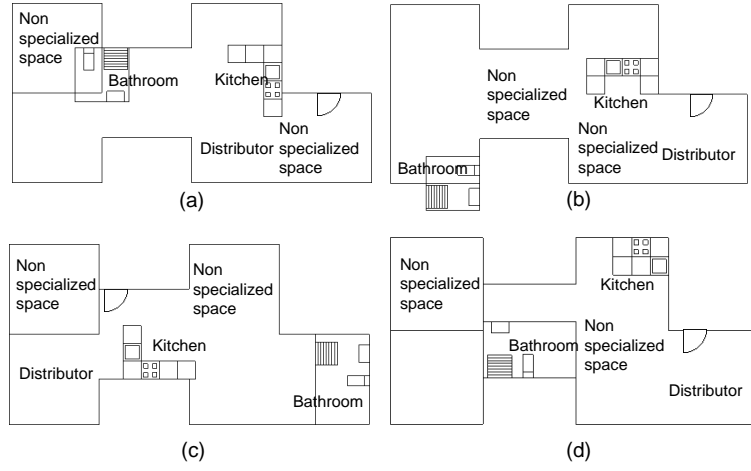 Non
specialized
space
Bathroom
Kitchen
Non
Distributor specialized
space
(a)
Non
specialized
space
Kitchen
Non
specialized
space
Distributor
Bathroom
(b)
Non
specialized
space
Non
specialized
space
Kitchen
Distributor
Bathroom
(c)
Non
specialized
space
Kitchen
Bathroom
Non
specialized
space
Distributor
(d)